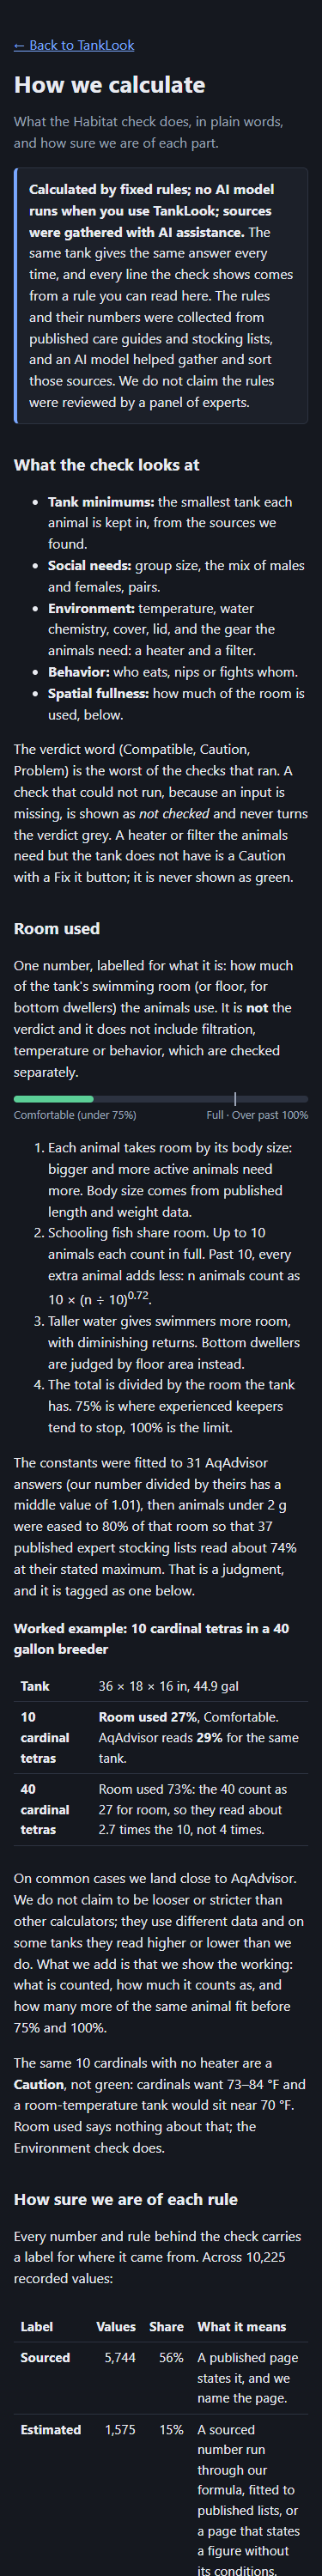 ← Back to TankLook
How we calculate
What the Habitat check does, in plain words,
and how sure we are of each part.
Calculated by fixed rules; no AI model
runs when you use TankLook; sources
were gathered with AI assistance. The
same tank gives the same answer every
time, and every line the check shows comes
from a rule you can read here. The rules
and their numbers were collected from
published care guides and stocking lists,
and an AI model helped gather and sort
those sources. We do not claim the rules
were reviewed by a panel of experts.
What the check looks at
• Tank minimums: the smallest tank each
animal is kept in, from the sources we
found.
• Social needs: group size, the mix of males
and females, pairs.
• Environment: temperature, water
chemistry, cover, lid, and the gear the
animals need: a heater and a filter.
• Behavior: who eats, nips or fights whom.
• Spatial fullness: how much of the room is
used, below.
The verdict word (Compatible, Caution,
Problem) is the worst of the checks that ran. A
check that could not run, because an input is
missing, is shown as not checked and never turns
the verdict grey. A heater or filter the animals
need but the tank does not have is a Caution
with a Fix it button; it is never shown as green.
Room used
One number, labelled for what it is: how much
of the tank's swimming room (or floor, for
bottom dwellers) the animals use. It is not the
verdict and it does not include filtration,
temperature or behavior, which are checked
separately.
Comfortable (under 75%) Full · Over past 100%
1. Each animal takes room by its body size:
bigger and more active animals need
more. Body size comes from published
length and weight data.
2. Schooling fish share room. Up to 10
animals each count in full. Past 10, every
extra animal adds less: n animals count as
10 × (n ÷ 10)^0.72.
3. Taller water gives swimmers more room,
with diminishing returns. Bottom dwellers
are judged by floor area instead.
4. The total is divided by the room the tank
has. 75% is where experienced keepers
tend to stop, 100% is the limit.
The constants were fitted to 31 AqAdvisor
answers (our number divided by theirs has a
middle value of 1.01), then animals under 2 g
were eased to 80% of that room so that 37
published expert stocking lists read about 74%
at their stated maximum. That is a judgment,
and it is tagged as one below.
Worked example: 10 cardinal tetras in a 40
gallon breeder
Tank 36 × 18 × 16 in, 44.9 gal
10 cardinal tetras Room used 27%, Comfortable.
AqAdvisor reads 29% for the same
tank.
40 cardinal tetras Room used 73%: the 40 count as
27 for room, so they read about
2.7 times the 10, not 4 times.
On common cases we land close to AqAdvisor.
We do not claim to be looser or stricter than
other calculators; they use different data and on
some tanks they read higher or lower than we
do. What we add is that we show the working:
what is counted, how much it counts as, and
how many more of the same animal fit before
75% and 100%.
The same 10 cardinals with no heater are a
Caution, not green: cardinals want 73–84 °F and
a room-temperature tank would sit near 70 °F.
Room used says nothing about that; the
Environment check does.
How sure we are of each rule
Every number and rule behind the check carries
a label for where it came from. Across 10,225
recorded values:
Label Values Share What it means
Sourced 5,744 56% A published page
states it, and we
name the page.
Estimated 1,575 15% A sourced
number run
through our
formula, fitted to
published lists, or
a page that states
a figure without
its conditions.